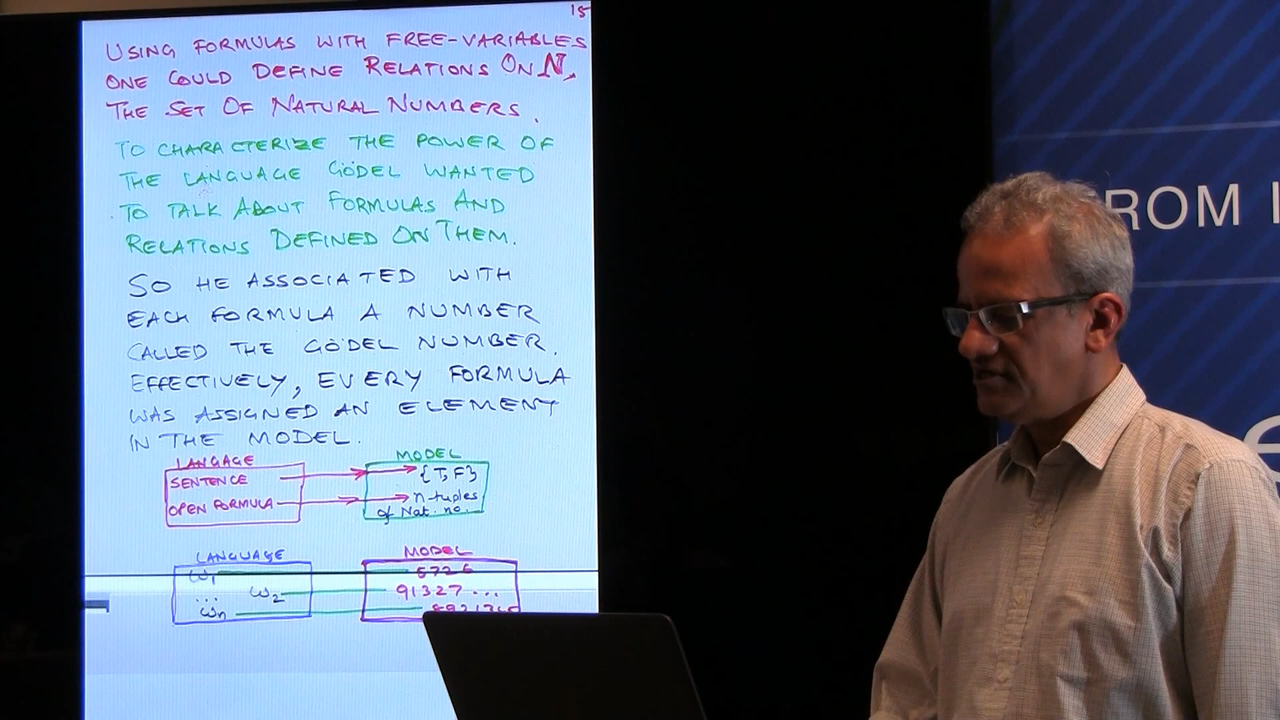 15
USING FORMULAS WITH FREE-VARIABLES
ONE COULD DEFINE RELATIONS ON N,
THE SET OF NATURAL NUMBERS.
TO CHARACTERIZE THE POWER OF
THE LANGUAGE GÖDEL WANTED
TO TALK ABOUT FORMULAS AND
RELATIONS DEFINED ON THEM.
SO HE ASSOCIATED WITH
EACH FORMULA A NUMBER
CALLED THE GÖDEL NUMBER.
EFFECTIVELY, EVERY FORMULA
WAS ASSIGNED AN ELEMENT
IN THE MODEL.
LANGAGE MODEL
SENTENCE {T,F}
OPEN FORMULA n-tuples
of Nat. no.
LANGUAGE MODEL
ω₁ 5726
... ω₂ 91327...
ωn
ROM